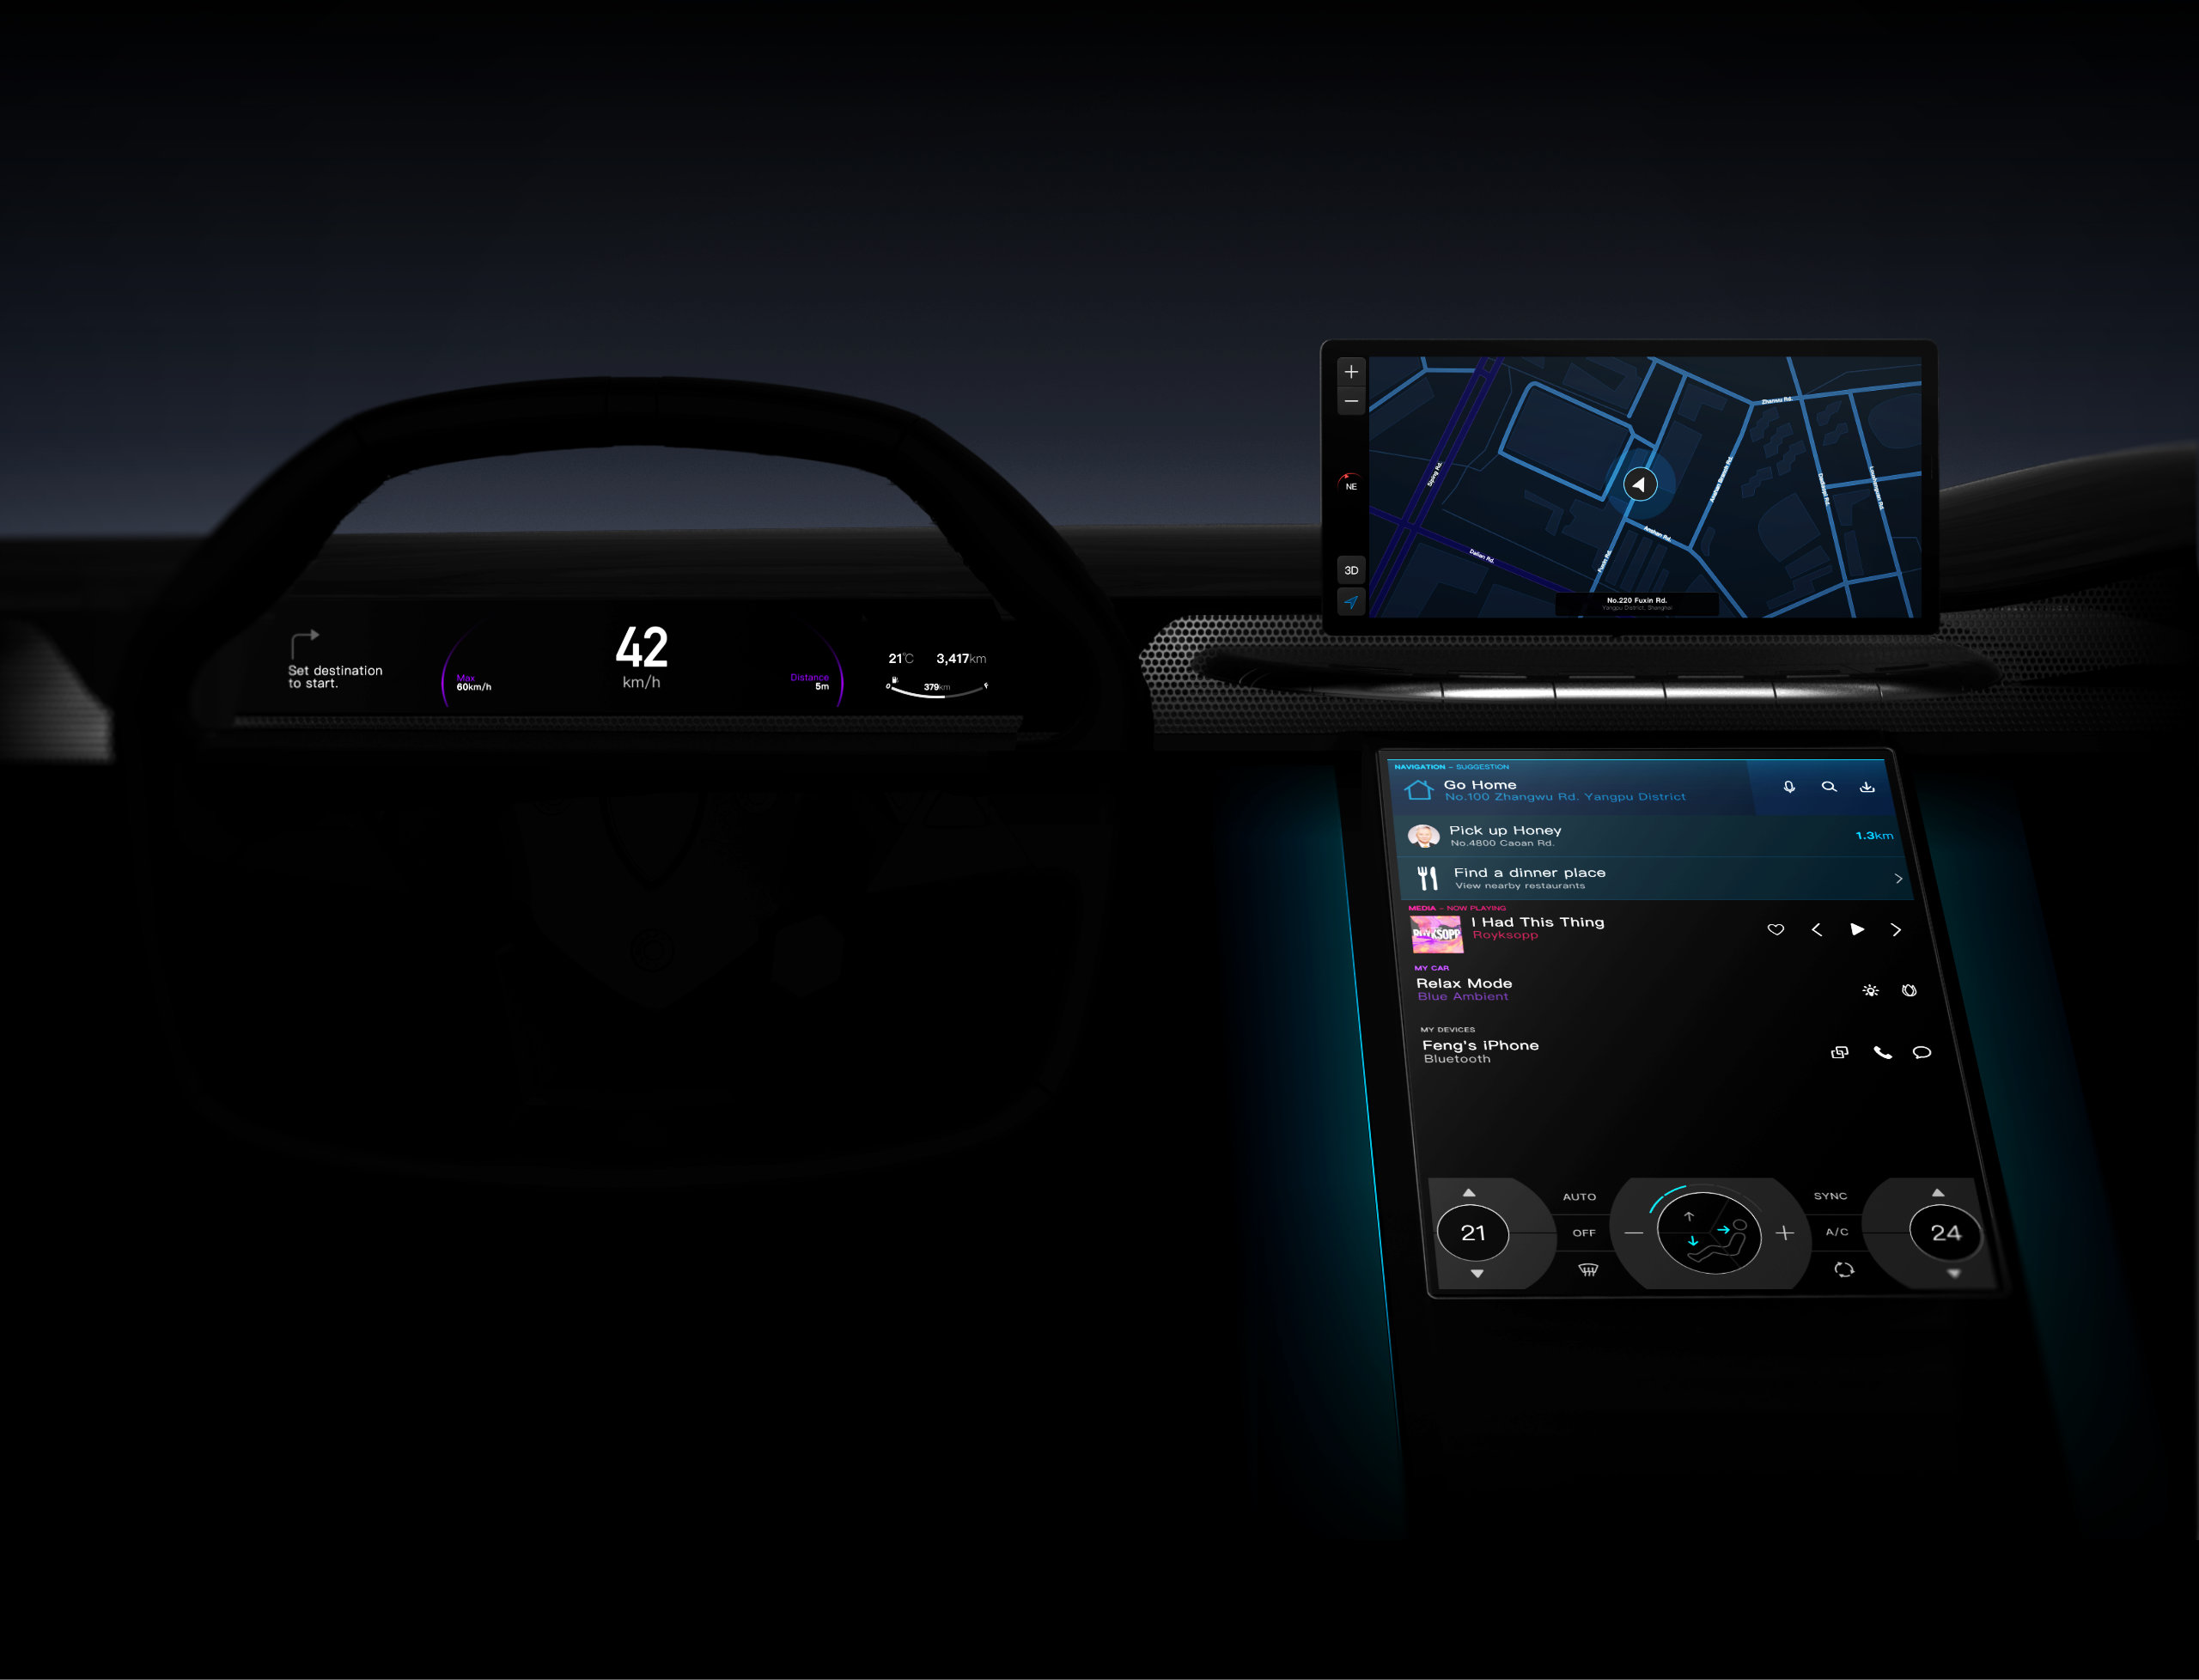 Set destination
to start.
Max
60km/h
42
km/h
Distance
5m
21°C 3,417km
0 379km F
NE
3D
Siping Rd.
Dalian Rd.
Fuxin Rd.
Anshan Rd.
Zhanwu Rd.
No.220 Fuxin Rd.
Yangpu District, Shanghai
NAVIGATION – SUGGESTION
Go Home
No.100 Zhangwu Rd. Yangpu District
Pick up Honey
No.4800 Caoan Rd.
1.3km
Find a dinner place
View nearby restaurants
MEDIA – NOW PLAYING
RÖYKSOPP
I Had This Thing
Royksopp
MY CAR
Relax Mode
Blue Ambient
MY DEVICES
Feng's iPhone
Bluetooth
AUTO SYNC
21 OFF A/C 24